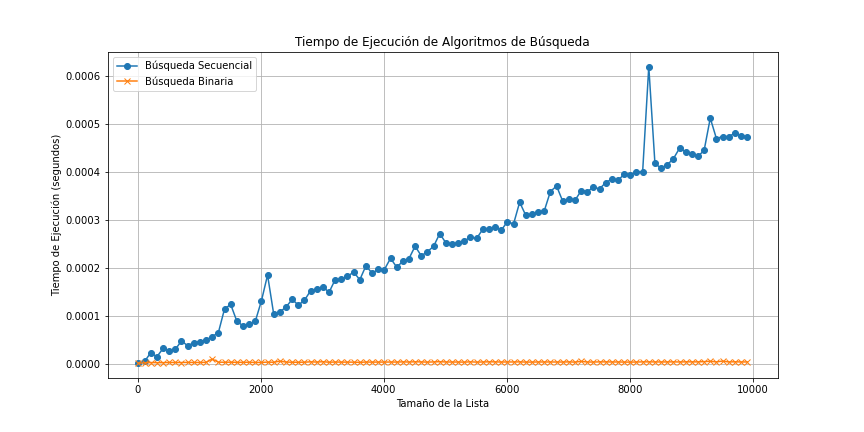 Tiempo de Ejecución de Algoritmos de Búsqueda
Búsqueda Secuencial
Búsqueda Binaria
Tiempo de Ejecución (segundos)
0.0006
0.0005
0.0004
0.0003
0.0002
0.0001
0.0000
0 2000 4000 6000 8000 10000
Tamaño de la Lista